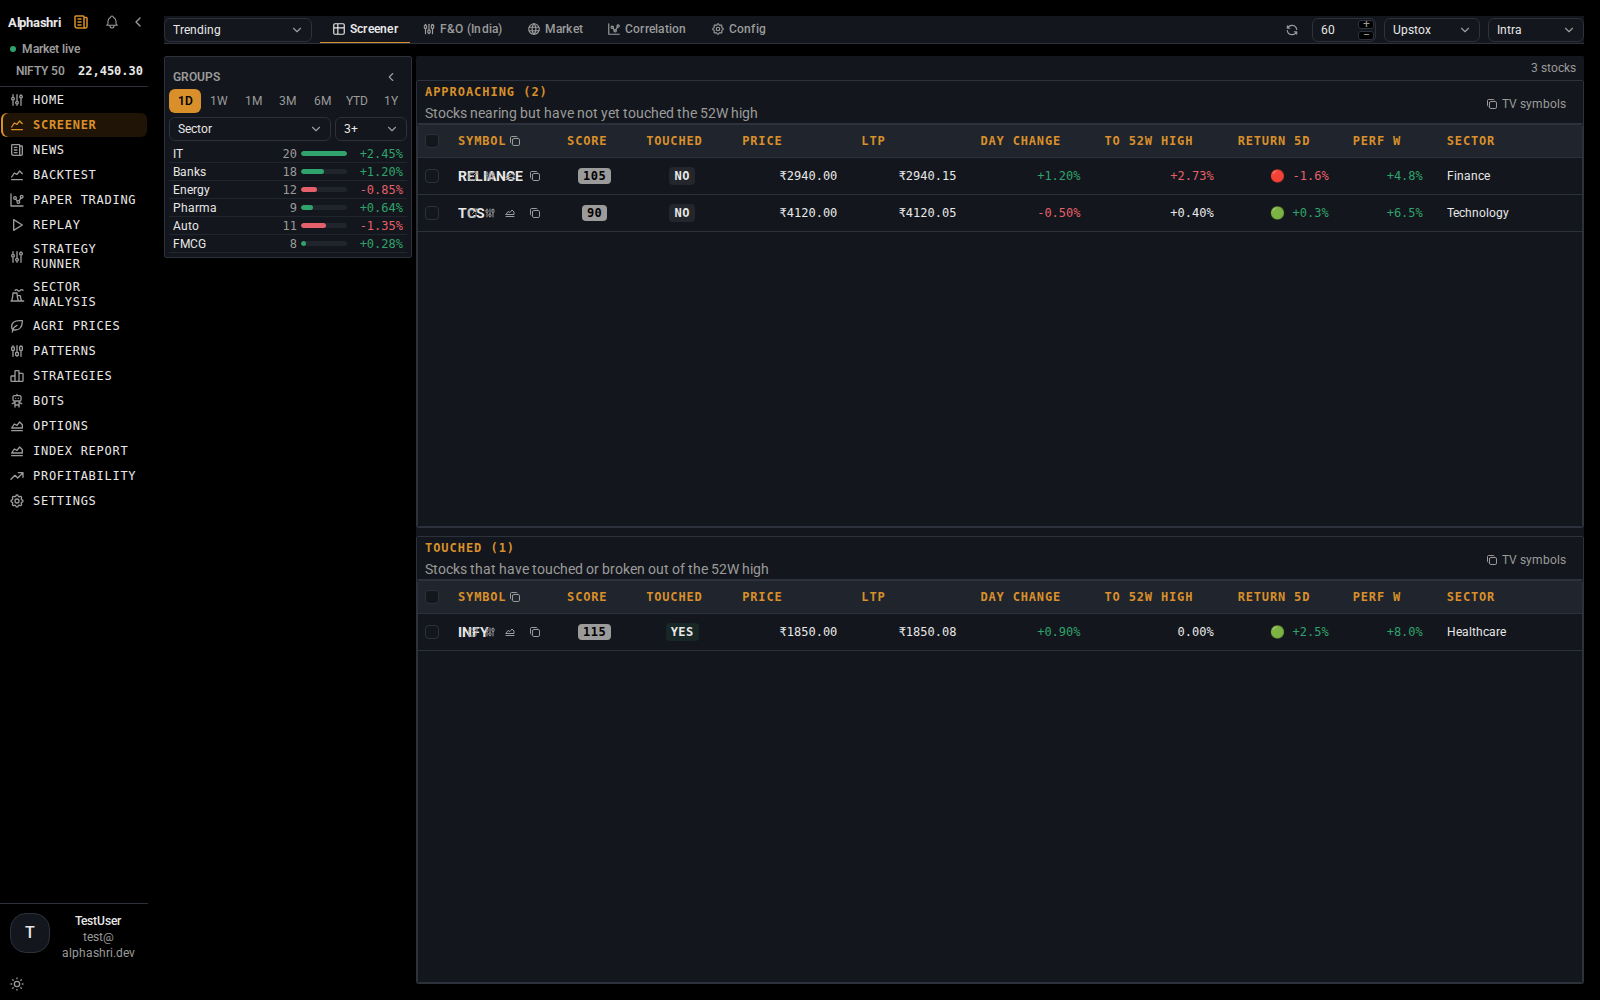 Alphashri
Market live
NIFTY 50 22,450.30
HOME
SCREENER
NEWS
BACKTEST
PAPER TRADING
REPLAY
STRATEGY
RUNNER
SECTOR
ANALYSIS
AGRI PRICES
PATTERNS
STRATEGIES
BOTS
OPTIONS
INDEX REPORT
PROFITABILITY
SETTINGS
T
TestUser
test@
alphashri.dev
Trending Screener F&O (India) Market Correlation Config 60 + − Upstox Intra
GROUPS
1D 1W 1M 3M 6M YTD 1Y
Sector 3+
IT 20 +2.45%
Banks 18 +1.20%
Energy 12 -0.85%
Pharma 9 +0.64%
Auto 11 -1.35%
FMCG 8 +0.28%
3 stocks
APPROACHING (2)
Stocks nearing but have not yet touched the 52W high
TV symbols
SYMBOL SCORE TOUCHED PRICE LTP DAY CHANGE TO 52W HIGH RETURN 5D PERF W SECTOR
RELIANCE 105 NO ₹2940.00 ₹2940.15 +1.20% +2.73% -1.6% +4.8% Finance
TCS 90 NO ₹4120.00 ₹4120.05 -0.50% +0.40% +0.3% +6.5% Technology
TOUCHED (1)
Stocks that have touched or broken out of the 52W high
TV symbols
SYMBOL SCORE TOUCHED PRICE LTP DAY CHANGE TO 52W HIGH RETURN 5D PERF W SECTOR
INFY 115 YES ₹1850.00 ₹1850.08 +0.90% 0.00% +2.5% +8.0% Healthcare